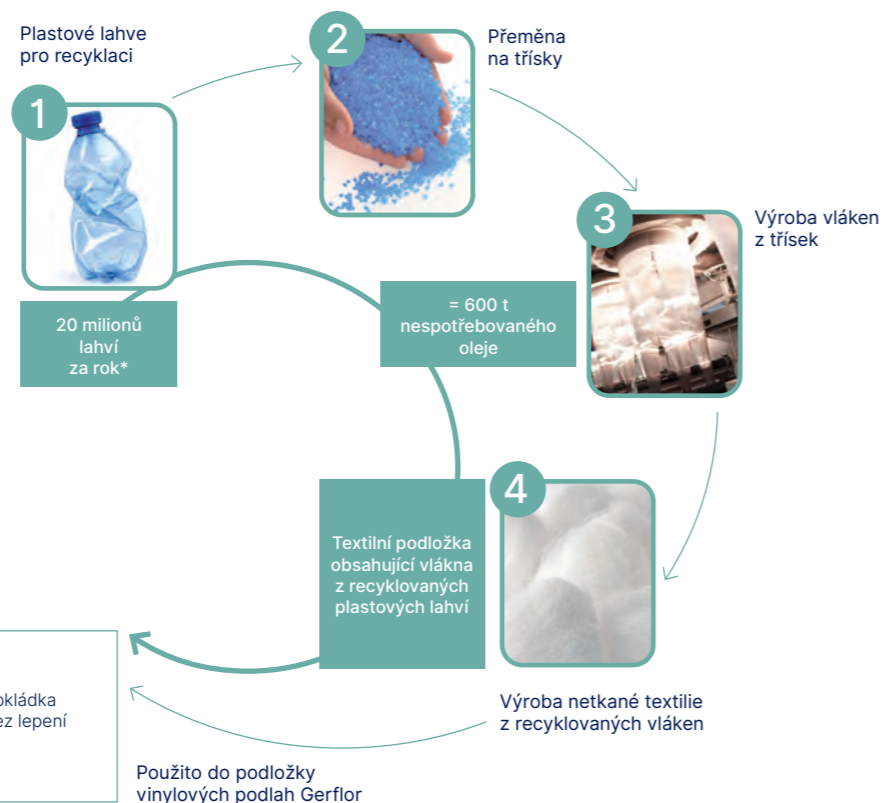 Plastové lahve
pro recyklaci
1
20 milionů
lahví
za rok*
2
Přeměna
na třísky
= 600 t
nespotřebovaného
oleje
3
Výroba vláken
z třísek
Textilní podložka
obsahující vlákna
z recyklovaných
plastových lahví
4
Výroba netkané textilie
z recyklovaných vláken
Použito do podložky
vinylových podlah Gerflor
lepení